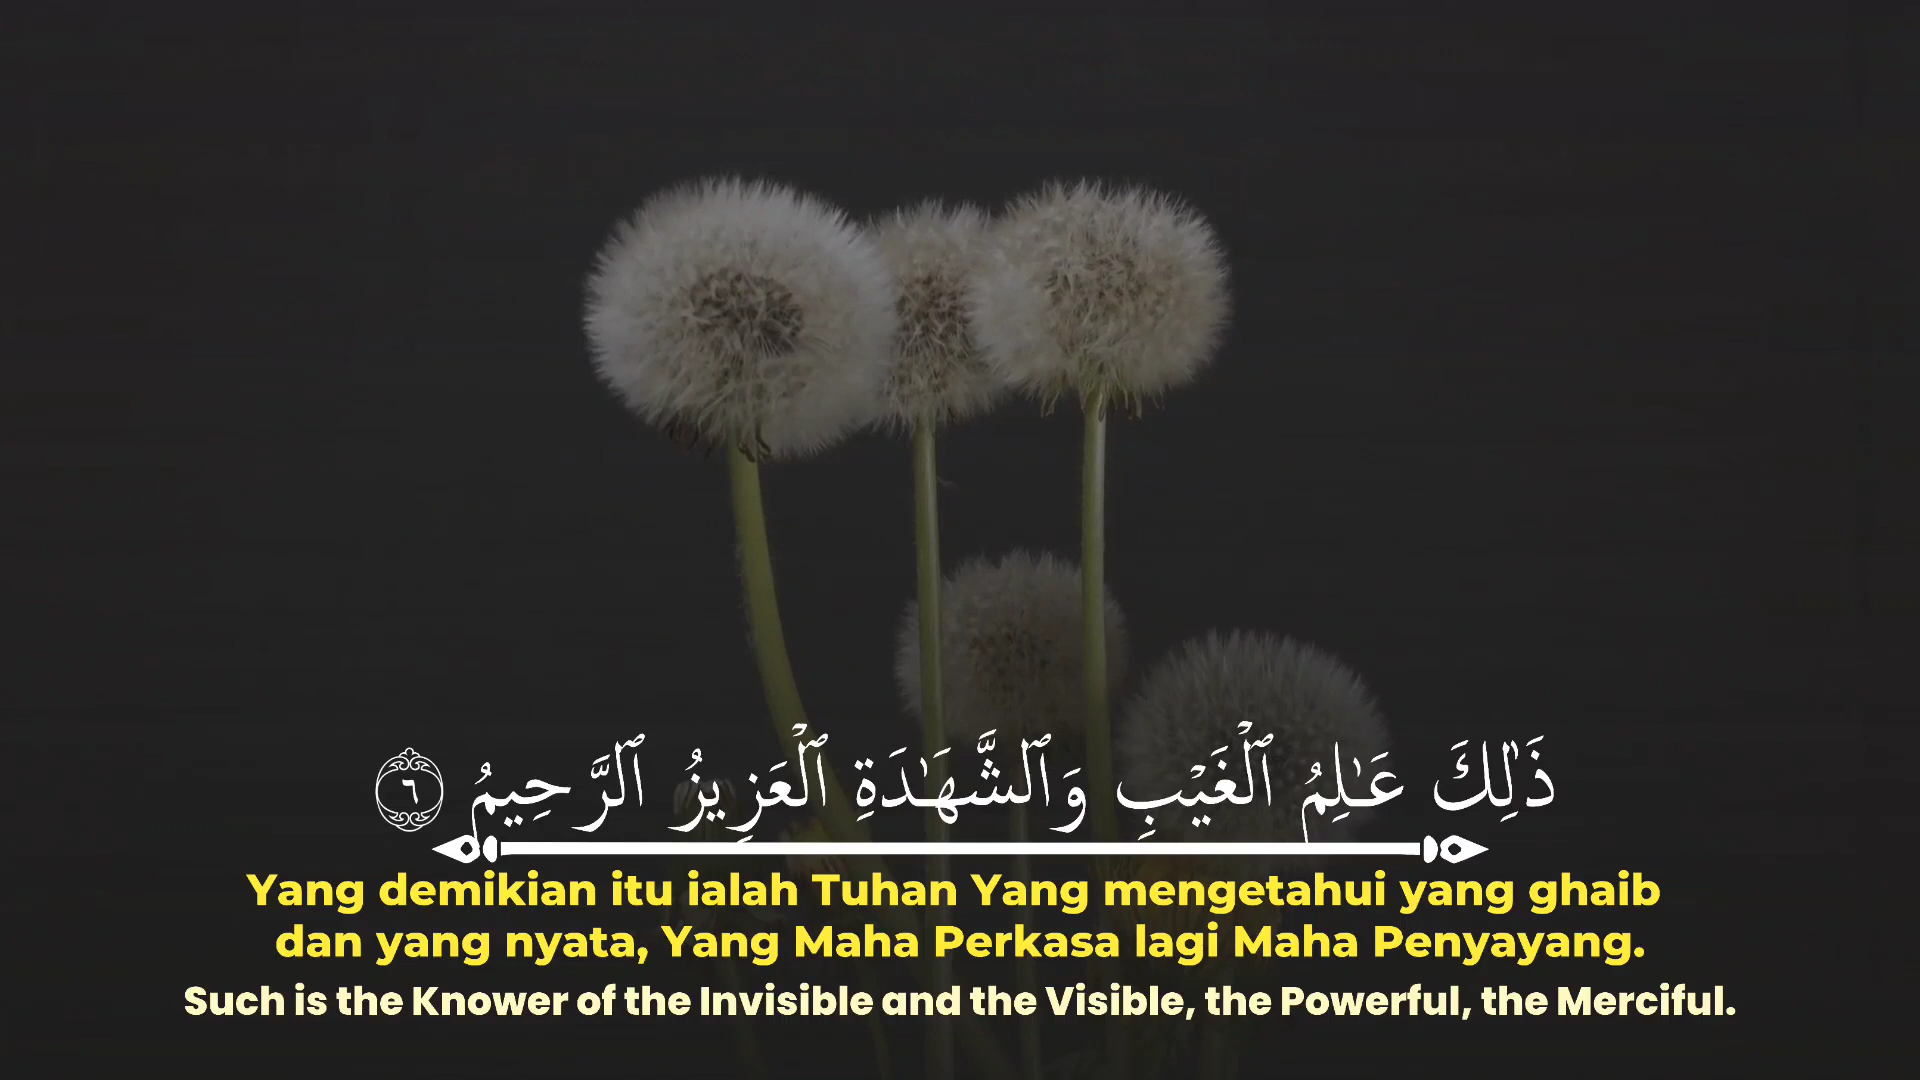 ذَٰلِكَ عَـٰلِمُ ٱلْغَيْبِ وَٱلشَّهَـٰدَةِ ٱلْعَزِيزُ ٱلرَّحِيمُ ٦
Yang demikian itu ialah Tuhan Yang mengetahui yang ghaib
dan yang nyata, Yang Maha Perkasa lagi Maha Penyayang.
Such is the Knower of the Invisible and the Visible, the Powerful, the Merciful.